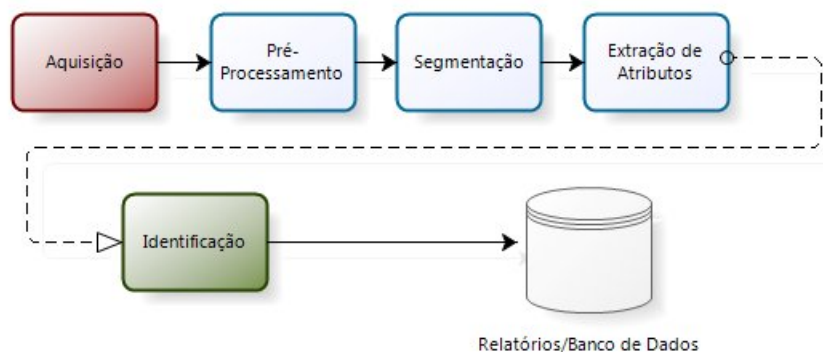 Aquisição
Pré-
Processamento
Segmentação
Extração de
Atributos
Identificação
Relatórios/Banco de Dados